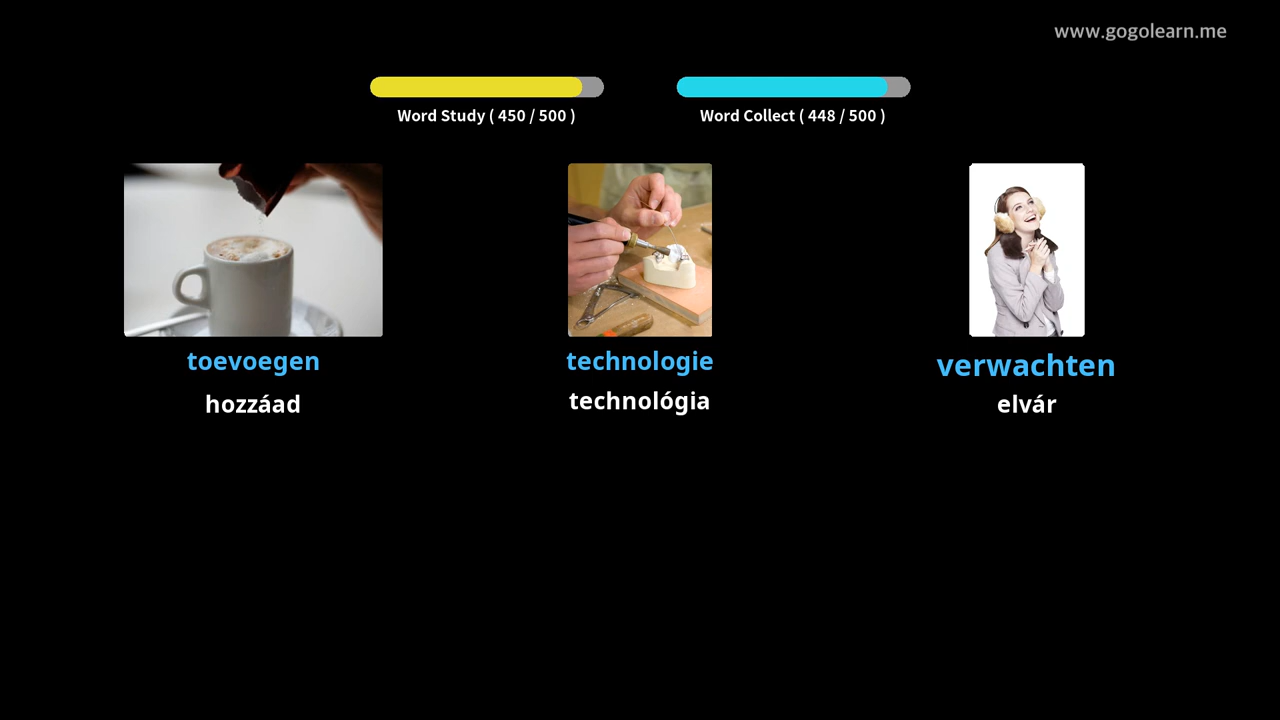 www.gogolearn.me
Word Study ( 450 / 500 )
Word Collect ( 448 / 500 )
toevoegen
hozzáad
technologie
technológia
verwachten
elvár